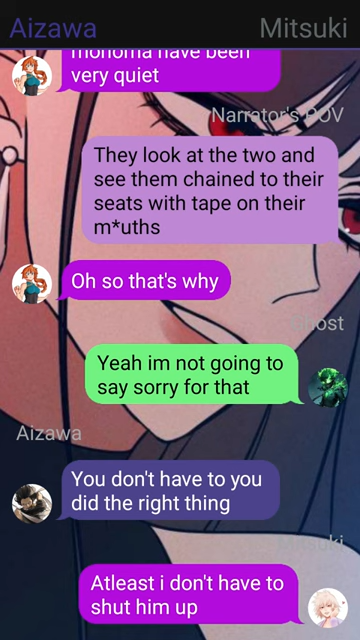 Aizawa
Mitsuki
monoma have been
very quiet
Narrator's POV
They look at the two and
see them chained to their
seats with tape on their
m*uths
Oh so that's why
Ghost
Yeah im not going to
say sorry for that
Aizawa
You don't have to you
did the right thing
Mitsuki
Atleast i don't have to
shut him up